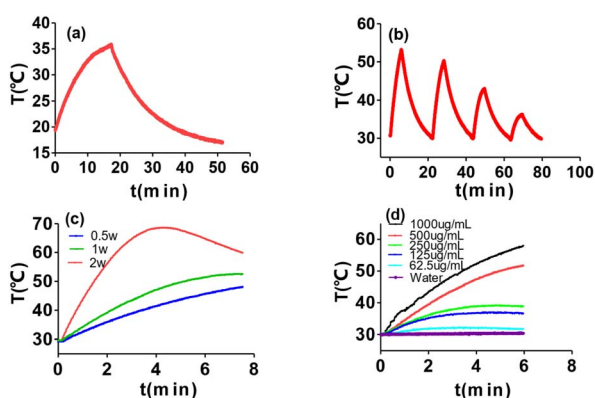 (a)
T(℃)
40
35
30
25
20
15
0 10 20 30 40 50 60
t(min)
(b)
T(℃)
60
50
40
30
0 20 40 60 80 100
t(min)
(c)
T(℃)
70
60
50
40
30
0.5w
1w
2w
0 2 4 6 8
t(min)
(d)
T(℃)
60
50
40
30
1000ug/mL
500ug/mL
250ug/mL
125ug/mL
62.5ug/mL
Water
0 2 4 6 8
t(min)